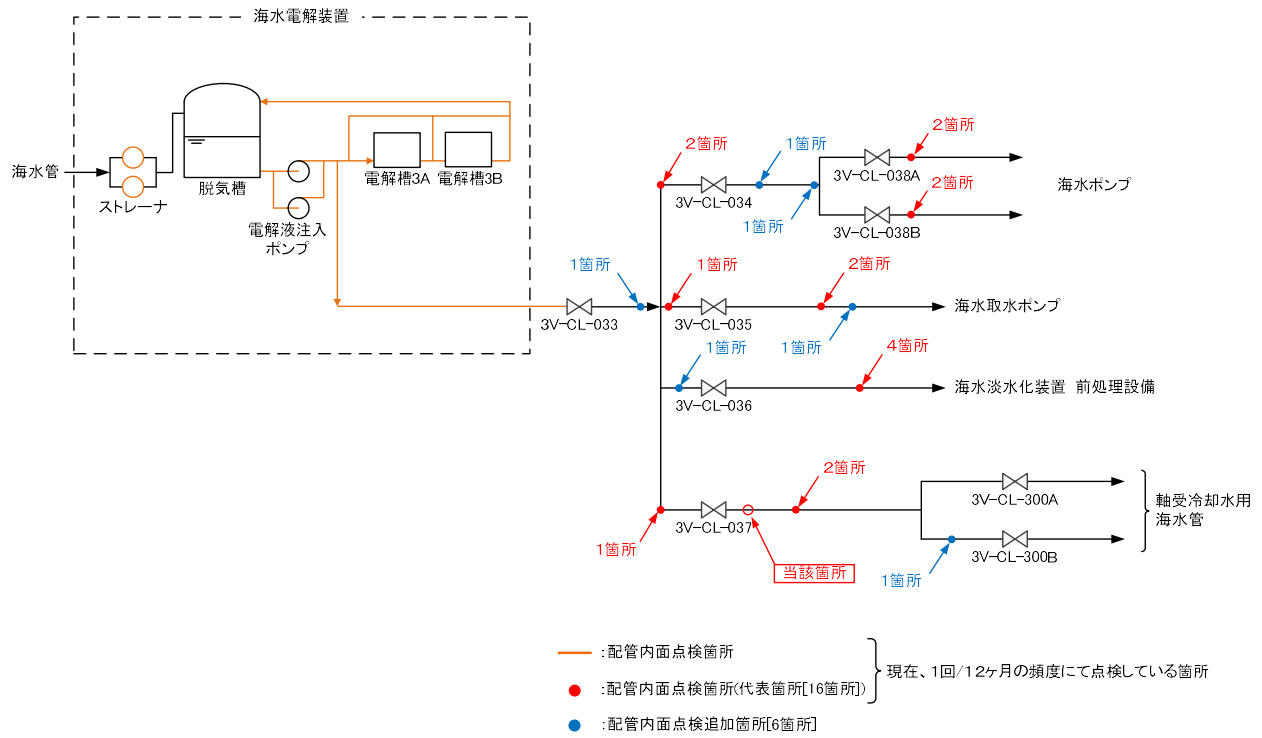 海水電解装置
海水管
ストレーナ
脱気槽
電解液注入
ポンプ
電解槽3A
電解槽3B
2箇所
1箇所
2箇所
3V-CL-034
3V-CL-038A
海水ポンプ
1箇所
2箇所
3V-CL-038B
1箇所
3V-CL-033
1箇所
2箇所
3V-CL-035
1箇所
海水取水ポンプ
1箇所
4箇所
3V-CL-036
海水淡水化装置 前処理設備
2箇所
3V-CL-037
1箇所
当該箇所
3V-CL-300A
1箇所
3V-CL-300B
軸受冷却水用
海水管
:配管内面点検箇所
:配管内面点検箇所(代表箇所[16箇所])
現在、1回/12ヶ月の頻度にて点検している箇所
:配管内面点検追加箇所[6箇所]